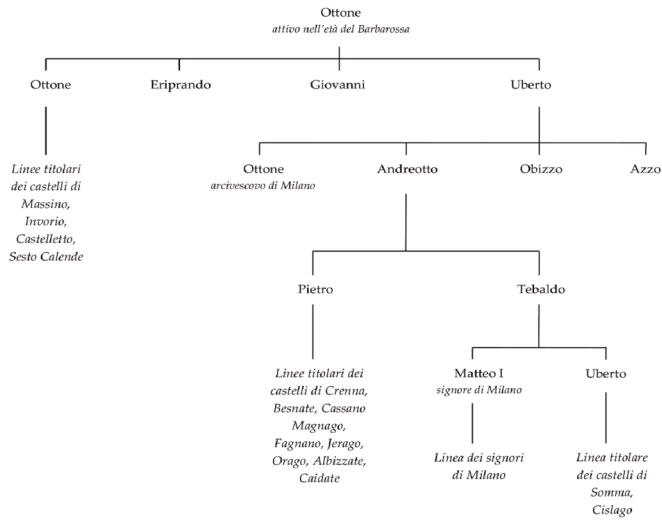 Ottone
attivo nell'età del Barbarossa
Ottone
Eriprando
Giovanni
Uberto
Linee titolari
dei castelli di
Massino,
Invorio,
Castelletto,
Sesto Calende
Ottone
arcivescovo di Milano
Andreotto
Obizzo
Azzo
Pietro
Tebaldo
Linee titolari dei
castelli di Crenna,
Besnate, Cassano
Magnago,
Fagnano, Jerago,
Orago, Albizzate,
Caidate
Matteo I
signore di Milano
Uberto
Linea dei signori
di Milano
Linea titolare
dei castelli di
Somma,
Cislago